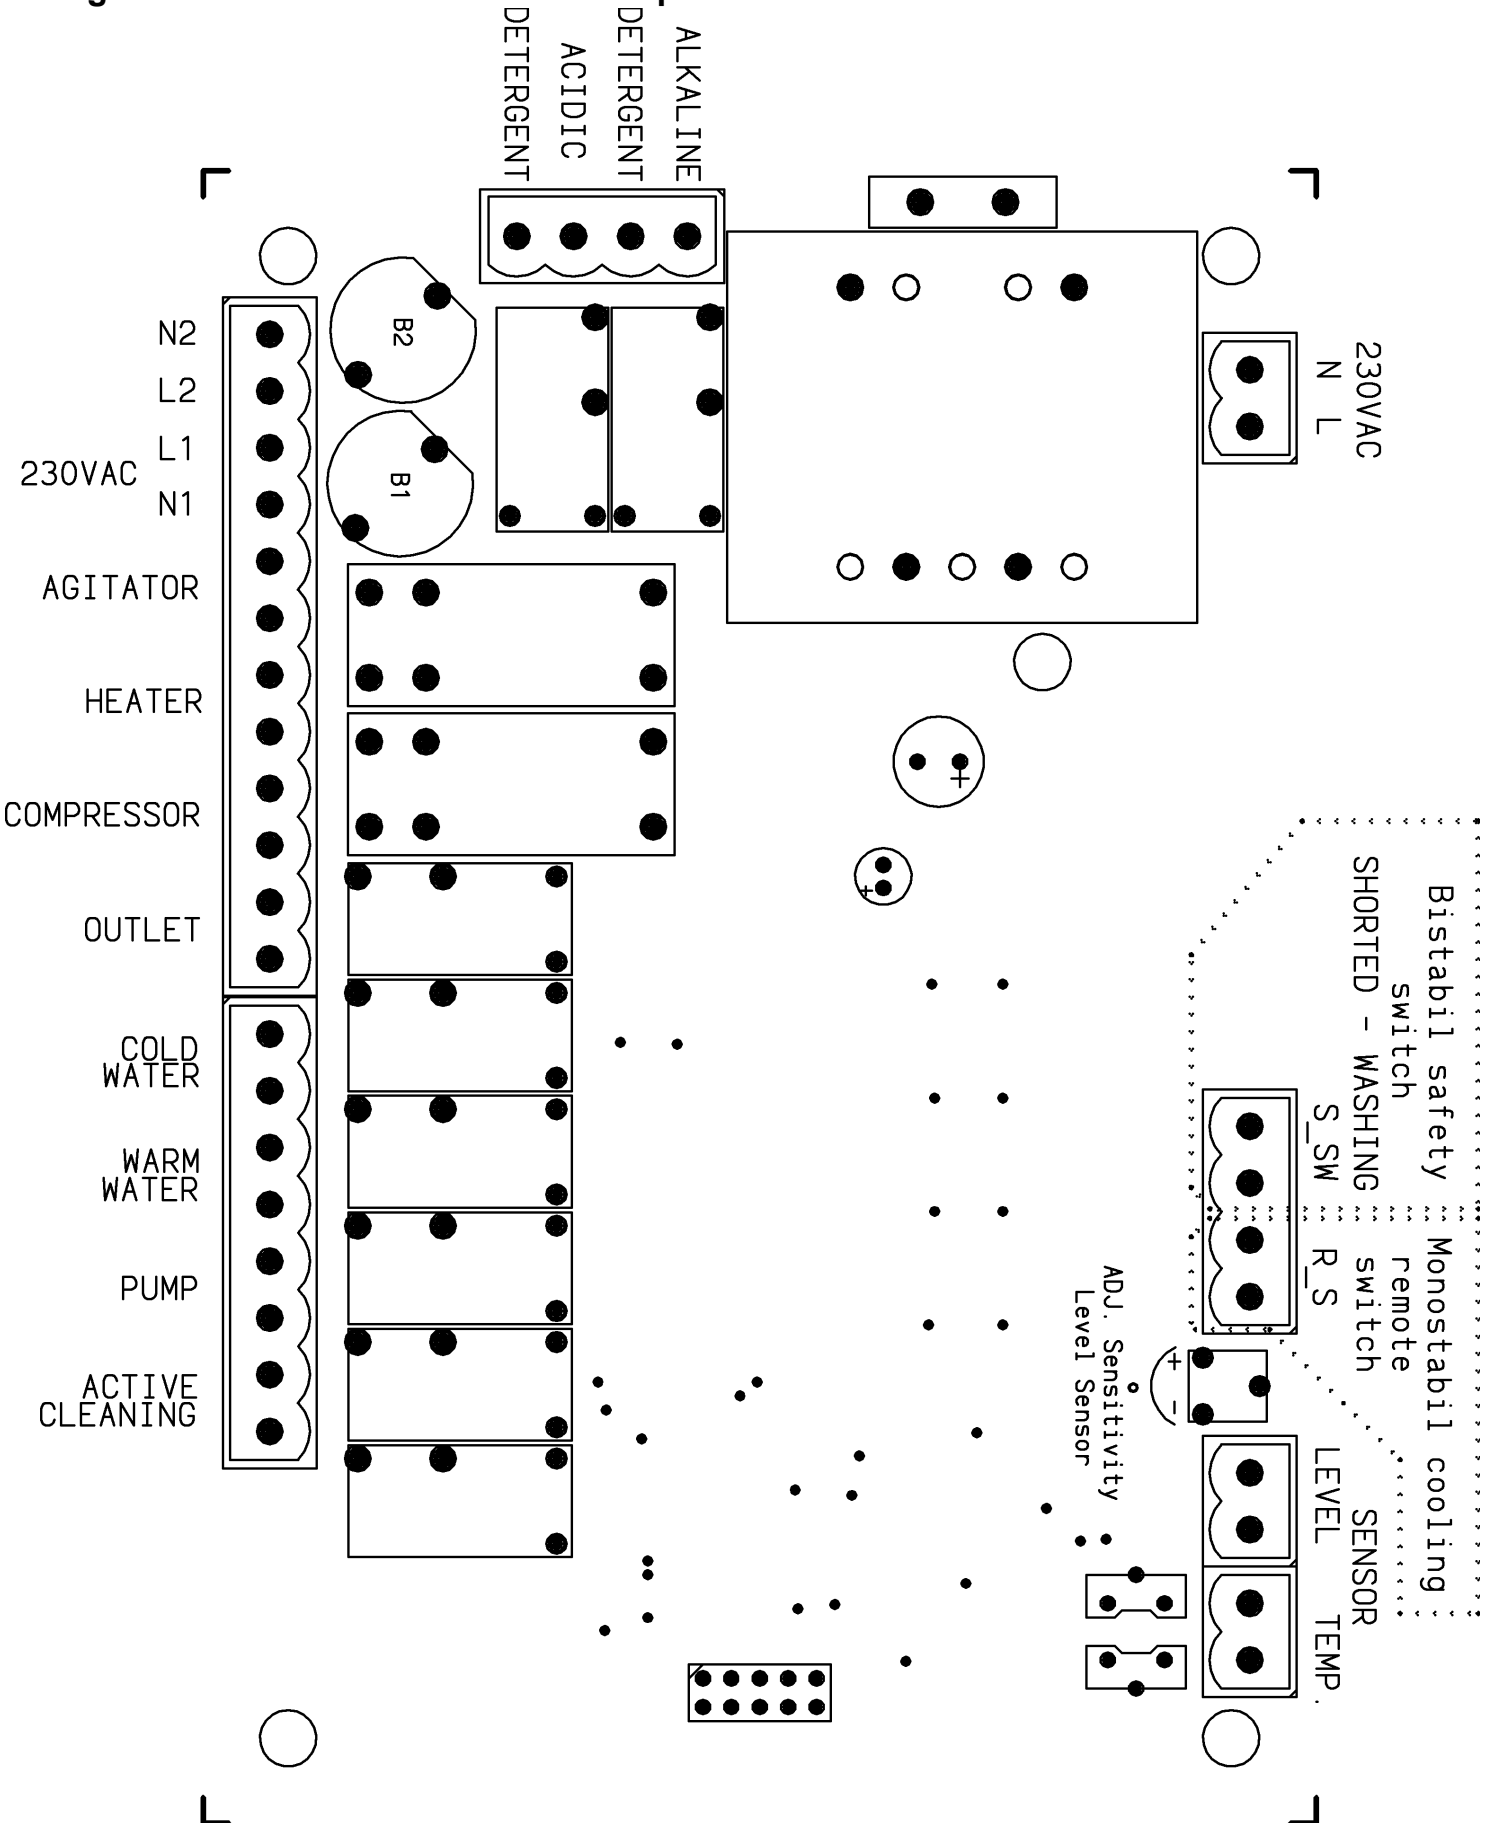 DETERGENT
ACIDIC
DETERGENT
ALKALINE
N2
L2
L1
230VAC
N1
AGITATOR
HEATER
COMPRESSOR
OUTLET
COLD
WATER
WARM
WATER
PUMP
ACTIVE
CLEANING
B2
B1
230VAC
N L
+
+
Bistabil safety
switch
SHORTED - WASHING
S_SW
Monostabil cooling
remote
switch
R_S
ADJ. Sensitivity
Level Sensor
+
-
SENSOR
LEVEL
TEMP.